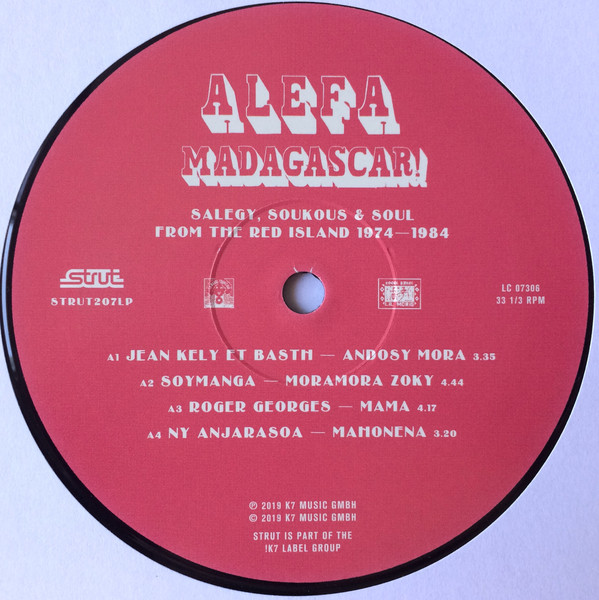 ALEFA
MADAGASCAR!
SALEGY, SOUKOUS & SOUL
FROM THE RED ISLAND 1974—1984
Strut
STRUT207LP
LC 07306
33 1/3 RPM
A1 JEAN KELY ET BASTH — ANDOSY MORA 3.35
A2 SOYMANGA — MORAMORA ZOKY 4.44
A3 ROGER GEORGES — MAMA 4.17
A4 NY ANJARASOA — MAHONENA 3.20
℗ 2019 K7 MUSIC GMBH
© 2019 K7 MUSIC GMBH
STRUT IS PART OF THE
!K7 LABEL GROUP